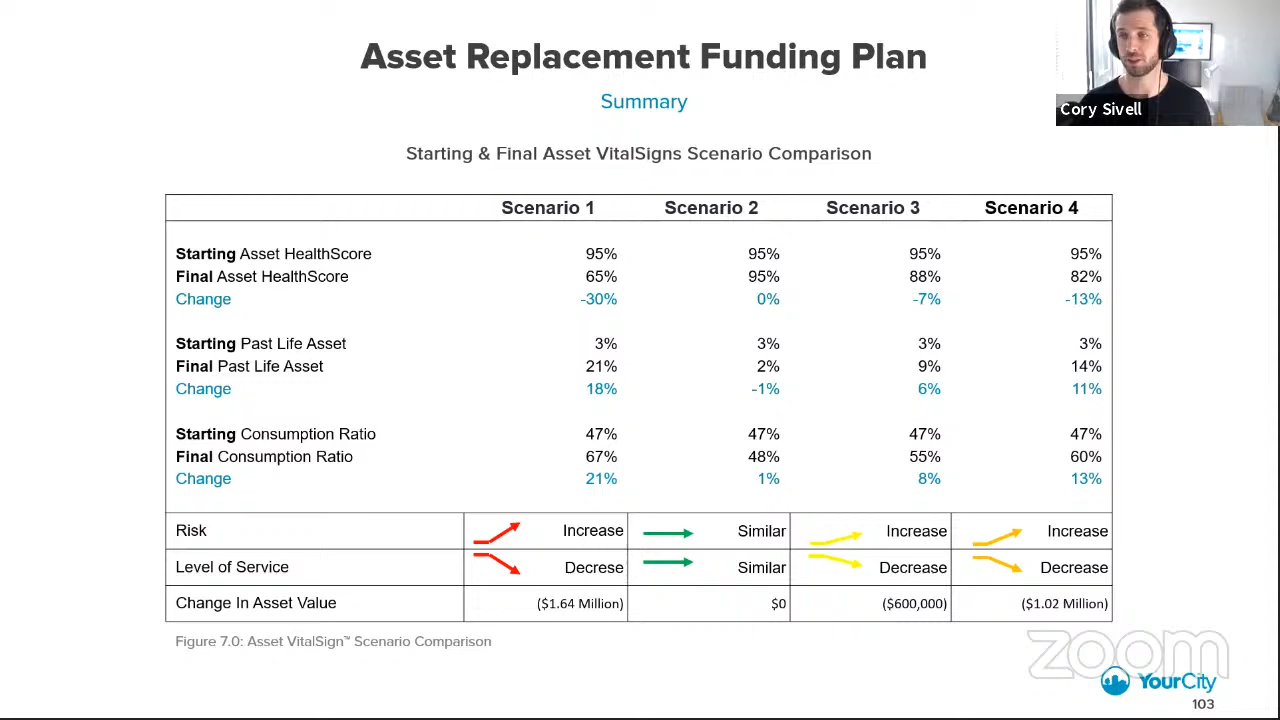 Asset Replacement Funding Plan
Summary
Cory Sivell
Starting & Final Asset VitalSigns Scenario Comparison
Scenario 1 Scenario 2 Scenario 3 Scenario 4
Starting Asset HealthScore 95% 95% 95% 95%
Final Asset HealthScore 65% 95% 88% 82%
Change -30% 0% -7% -13%
Starting Past Life Asset 3% 3% 3% 3%
Final Past Life Asset 21% 2% 9% 14%
Change 18% -1% 6% 11%
Starting Consumption Ratio 47% 47% 47% 47%
Final Consumption Ratio 67% 48% 55% 60%
Change 21% 1% 8% 13%
Risk Increase Similar Increase Increase
Level of Service Decrese Similar Decrease Decrease
Change In Asset Value ($1.64 Million) $0 ($600,000) ($1.02 Million)
Figure 7.0: Asset VitalSign™ Scenario Comparison
zoom
YourCity
103